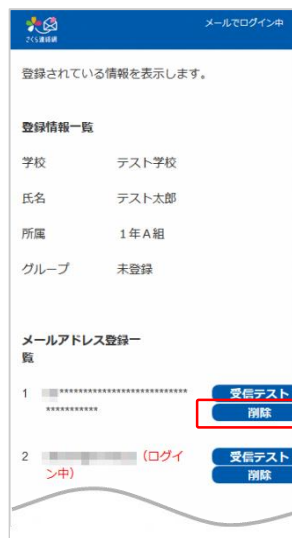 さくら連絡網
メールでログイン中
登録されている情報を表示します。
登録情報一覧
学校 テスト学校
氏名 テスト太郎
所属 1年A組
グループ 未登録
メールアドレス登録一
覧
1 **************************** 受信テスト
*********** 削除
2 (ログイ 受信テスト
ン中) 削除